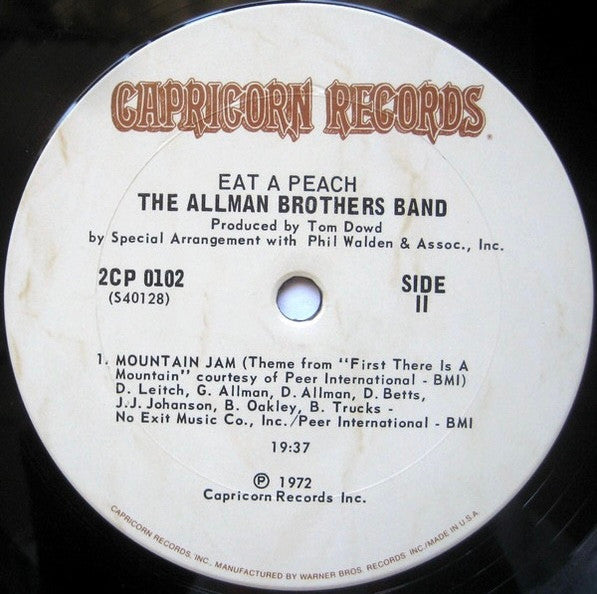 CAPRICORN RECORDS®
EAT A PEACH
THE ALLMAN BROTHERS BAND
Produced by Tom Dowd
by Special Arrangement with Phil Walden & Assoc., Inc.
2CP 0102
(S40128)
SIDE
II
1. MOUNTAIN JAM (Theme from "First There Is A
Mountain" courtesy of Peer International - BMI)
D. Leitch, G. Allman, D. Allman, D. Betts,
J.J. Johanson, B. Oakley, B. Trucks -
No Exit Music Co., Inc./Peer International - BMI
19:37
℗ 1972
Capricorn Records Inc.
CAPRICORN RECORDS, INC., MANUFACTURED BY WARNER BROS. RECORDS INC./MADE IN U.S.A